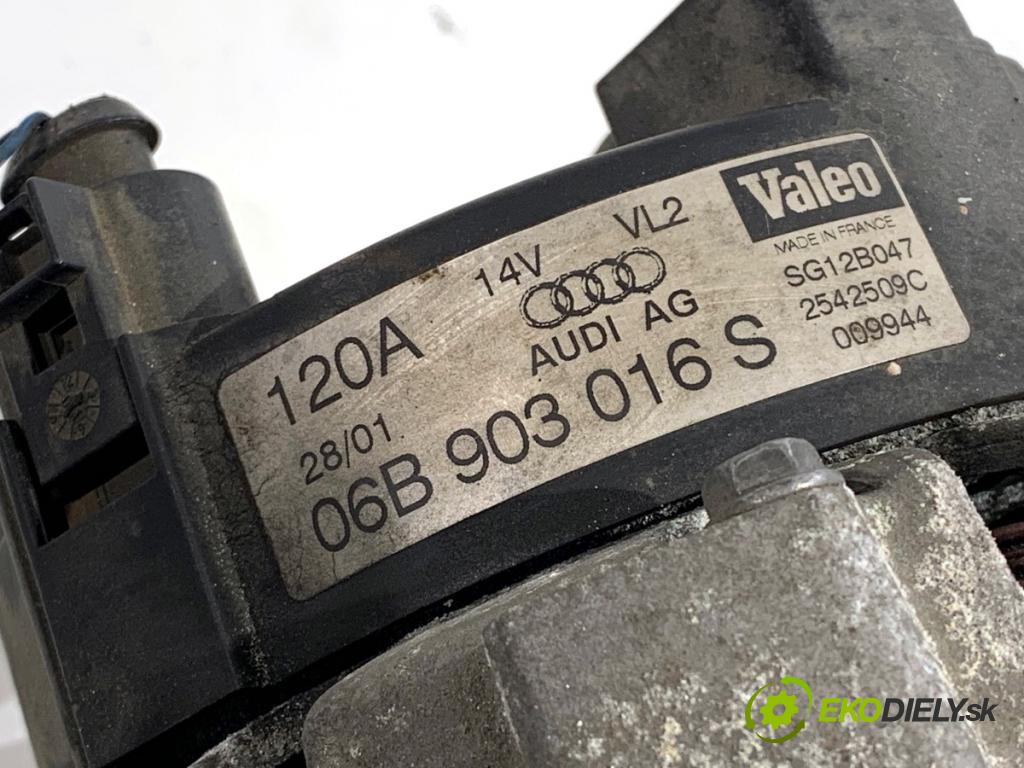 120A 14V VL2 Valeo
MADE IN FRANCE
AUDI AG SG12B047
28/01. 2542509C
06B 903 016 S 009944
EKODIELY.sk